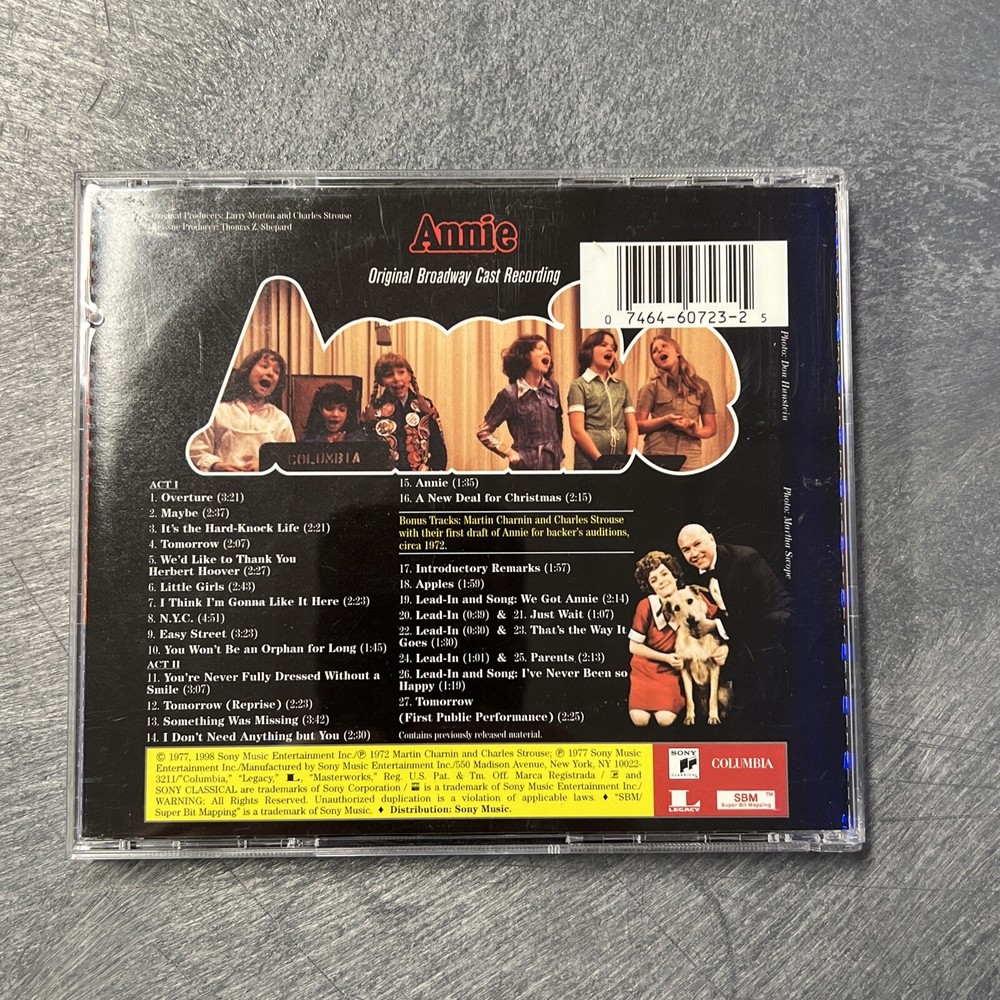 Original Producers: Larry Morton and Charles Strouse
Reissue Producer: Thomas Z. Shepard
Annie
Original Broadway Cast Recording
0 7464-60723-2 5
Annie
COLUMBIA
Photo: Don Hunstein
Photo: Martha Swope
ACT I
1. Overture (3:21)
2. Maybe (2:37)
3. It's the Hard-Knock Life (2:21)
4. Tomorrow (2:07)
5. We'd Like to Thank You
Herbert Hoover (2:27)
6. Little Girls (2:43)
7. I Think I'm Gonna Like It Here (2:23)
8. N.Y.C. (4:51)
9. Easy Street (3:23)
10. You Won't Be an Orphan for Long (1:45)
ACT II
11. You're Never Fully Dressed Without a
Smile (3:07)
12. Tomorrow (Reprise) (2:23)
13. Something Was Missing (3:42)
14. I Don't Need Anything but You (2:30)
15. Annie (1:35)
16. A New Deal for Christmas (2:15)
Bonus Tracks: Martin Charnin and Charles Strouse
with their first draft of Annie for backer's auditions,
circa 1972.
17. Introductory Remarks (1:57)
18. Apples (1:59)
19. Lead-In and Song: We Got Annie (2:14)
20. Lead-In (0:39) & 21. Just Wait (1:07)
22. Lead-In (0:30) & 23. That's the Way It
Goes (1:30)
24. Lead-In (1:01) & 25. Parents (2:13)
26. Lead-In and Song: I've Never Been so
Happy (1:19)
27. Tomorrow
(First Public Performance) (2:25)
Contains previously released material.
© 1977, 1998 Sony Music Entertainment Inc./℗ 1972 Martin Charnin and Charles Strouse; ℗ 1977 Sony Music
Entertainment Inc./Manufactured by Sony Music Entertainment Inc./550 Madison Avenue, New York, NY 10022-
3211/"Columbia," "Legacy," L, "Masterworks," Reg. U.S. Pat. & Tm. Off. Marca Registrada / and
SONY CLASSICAL are trademarks of Sony Corporation / is a trademark of Sony Music Entertainment Inc./
WARNING: All Rights Reserved. Unauthorized duplication is a violation of applicable laws. ♦ "SBM/
Super Bit Mapping" is a trademark of Sony Music. ♦ Distribution: Sony Music.
SONY
CLASSICAL
COLUMBIA
L
LEGACY
SBM™
Super Bit Mapping